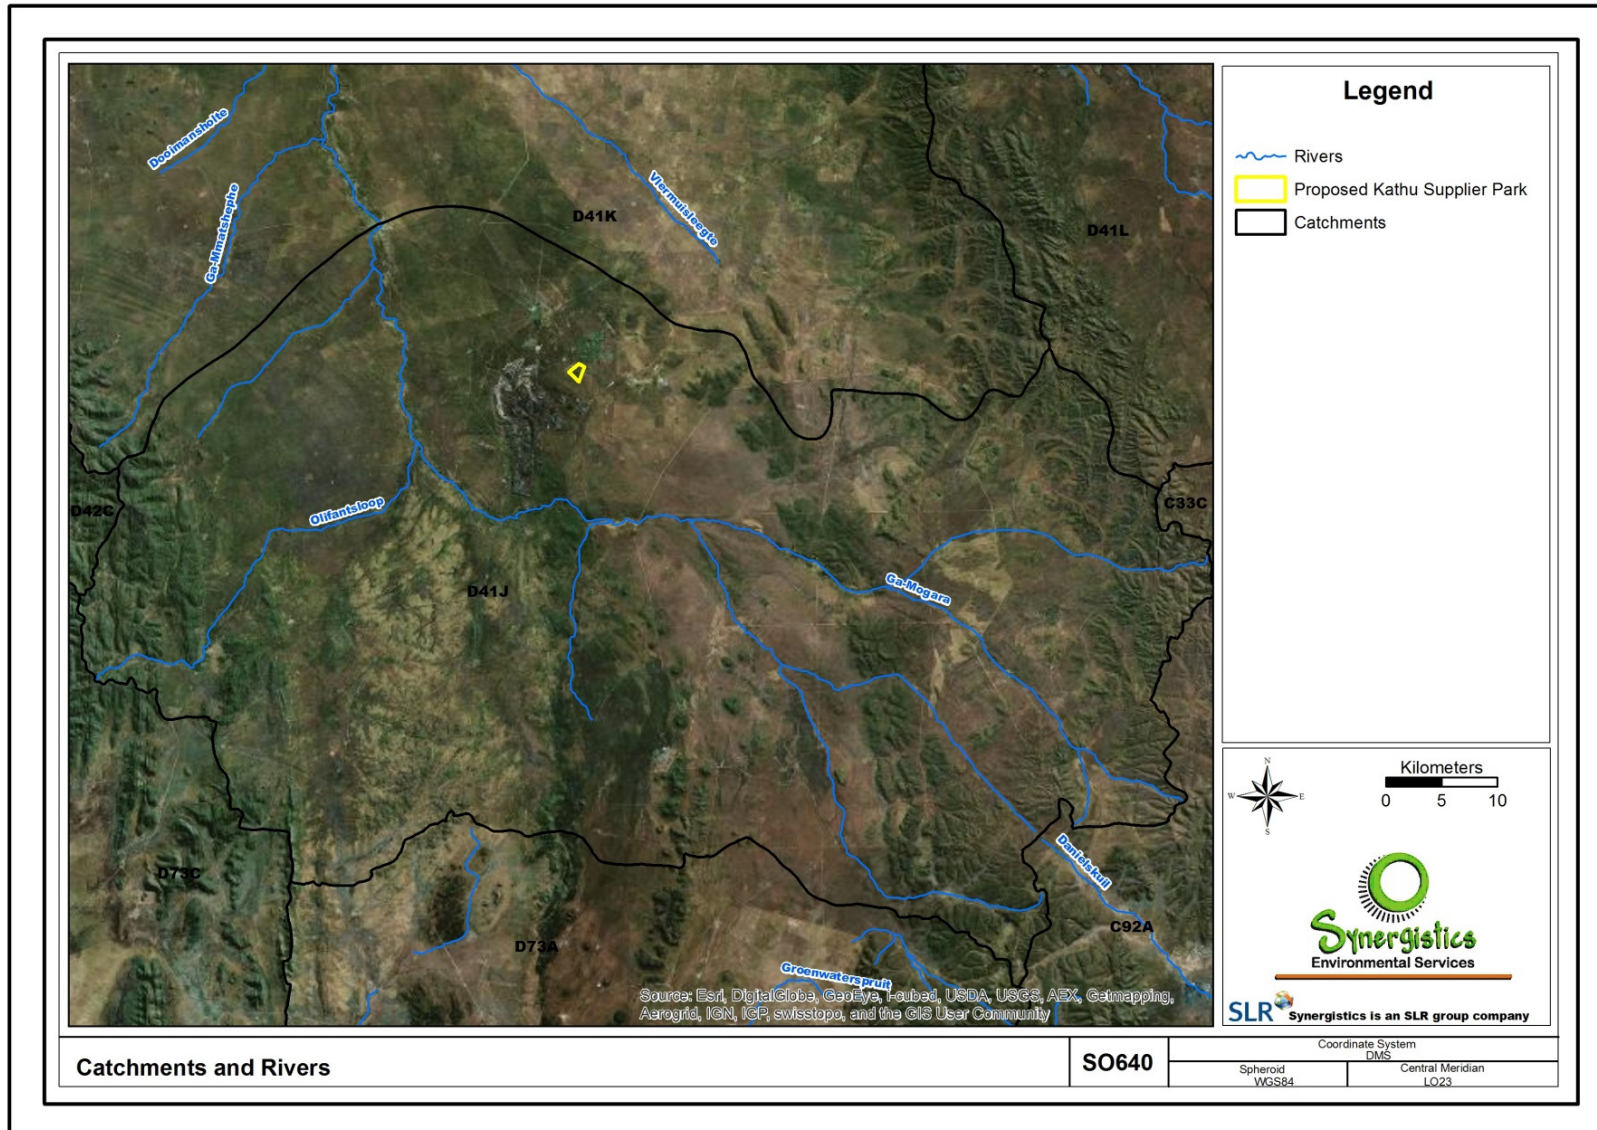 Dooimansholte
Ga-Mmatshephe
Vlermuisleegte
D41K
D41L
Olifantsloop
D42C
C33C
D41J
Ga-Mogara
D73C
Danielskuil
C92A
D73A
Groenwaterspruit
Source: Esri, DigitalGlobe, GeoEye, i-cubed, USDA, USGS, AEX, Getmapping,
Aerogrid, IGN, IGP, swisstopo, and the GIS User Community
Legend
Rivers
Proposed Kathu Supplier Park
Catchments
N
W
E
S
Kilometers
0 5 10
Synergistics
Environmental Services
SLR
Synergistics is an SLR group company
Catchments and Rivers
SO640
Coordinate System
DMS
Spheroid
WGS84
Central Meridian
LO23